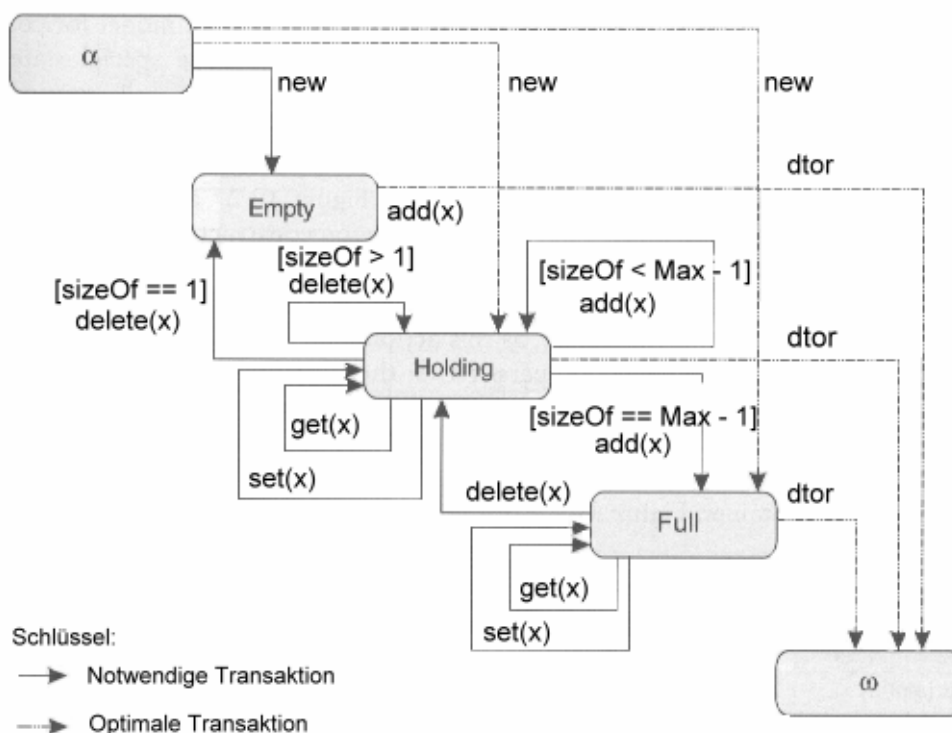 α
new
new
new
dtor
Empty
add(x)
[sizeOf > 1]
delete(x)
[sizeOf < Max - 1]
add(x)
[sizeOf == 1]
delete(x)
dtor
Holding
get(x)
[sizeOf == Max - 1]
add(x)
set(x)
delete(x)
dtor
Full
get(x)
set(x)
Schlüssel:
Notwendige Transaktion
ω
Optimale Transaktion